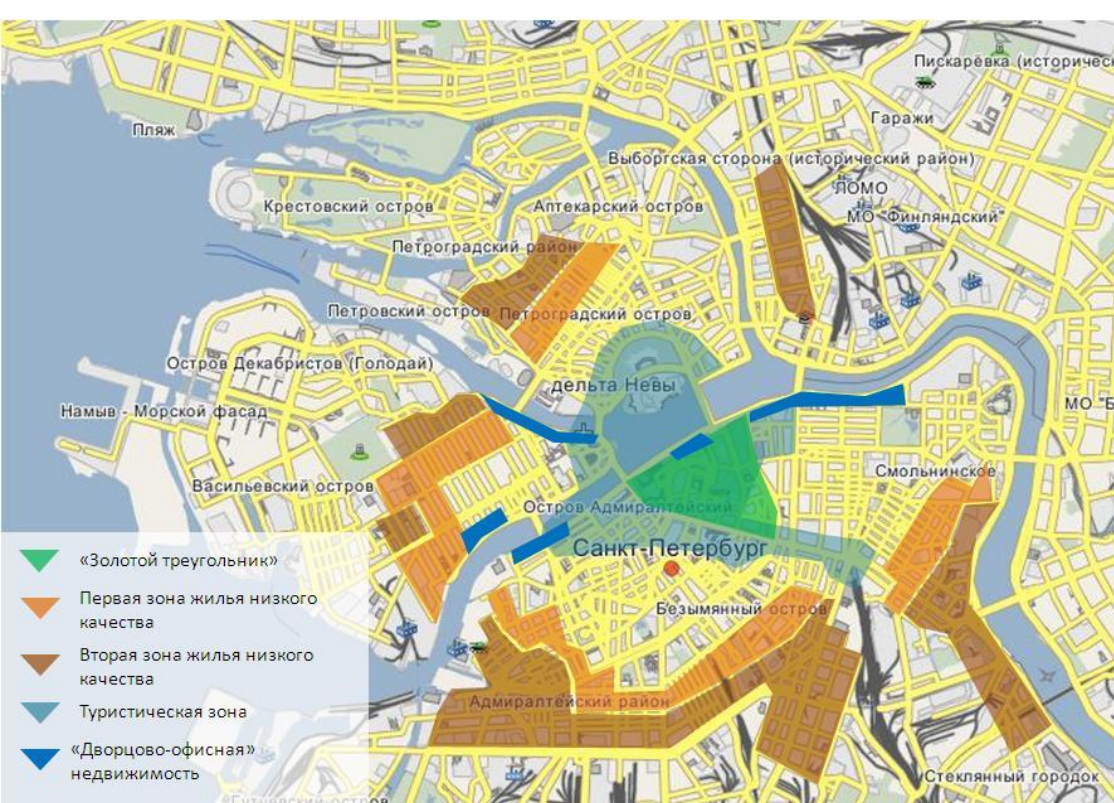 Пляж
Пискарёвка (историчес
Гаражи
Выборгская сторона (исторический район)
ЛОМО
МО "Финляндский"
Крестовский остров
Аптекарский остров
Петроградский район
Петровский остров
Петроградский остров
Остров Декабристов (Голодай)
дельта Невы
Намыв - Морской фасад
МО "Б
Васильевский остров
Смольнинское
Остров Адмиралтейский
Санкт-Петербург
Безымянный остров
Адмиралтейский район
Стеклянный городок
«Золотой треугольник»
Первая зона жилья низкого
качества
Вторая зона жилья низкого
качества
Туристическая зона
«Дворцово-офисная»
недвижимость
Гутуевский остров